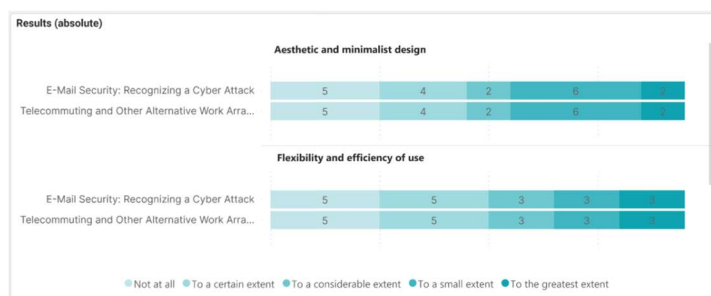 Results (absolute)
Aesthetic and minimalist design
E-Mail Security: Recognizing a Cyber Attack 5 4 2 6 2
Telecommuting and Other Alternative Work Arra... 5 4 2 6 2
Flexibility and efficiency of use
E-Mail Security: Recognizing a Cyber Attack 5 5 3 3 3
Telecommuting and Other Alternative Work Arra... 5 5 3 3 3
Not at all To a certain extent To a considerable extent To a small extent To the greatest extent